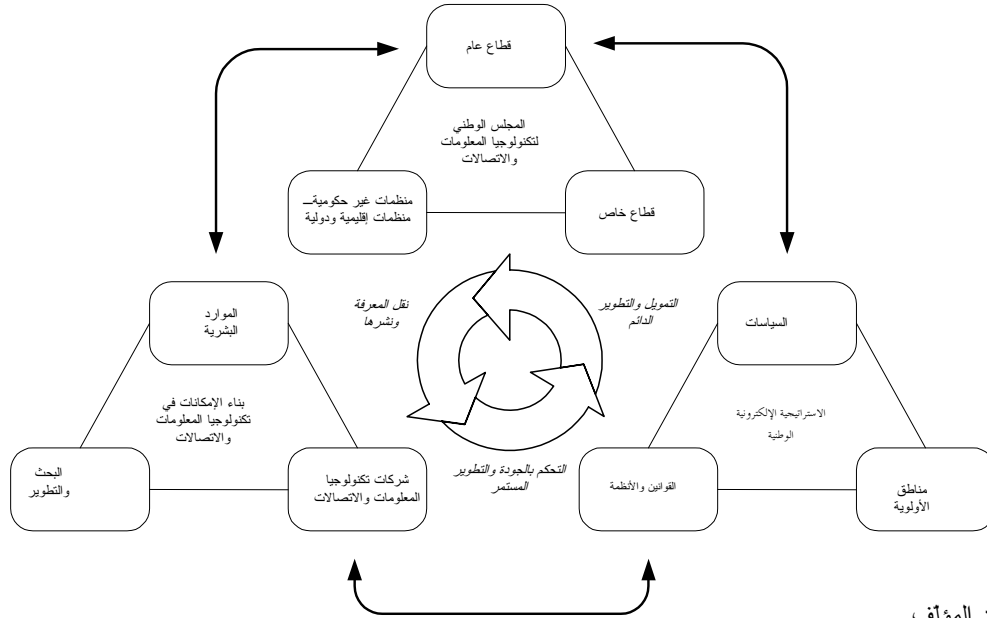 قطاع عام
المجلس الوطني
لتكنولوجيا المعلومات
والاتصالات
قطاع خاص
منظمات غير حكومية–
منظمات إقليمية ودولية
التمويل والتطوير
الدائم
نقل المعرفة
ونشرها
التحكم بالجودة والتطوير
المستمر
السياسات
الاستراتيجية الإلكترونية
الوطنية
مناطق
الأولوية
القوانين والأنظمة
الموارد
البشرية
بناء الإمكانات في
تكنولوجيا المعلومات
والاتصالات
شركات تكنولوجيا
المعلومات والاتصالات
البحث
والتطوير
المؤلف